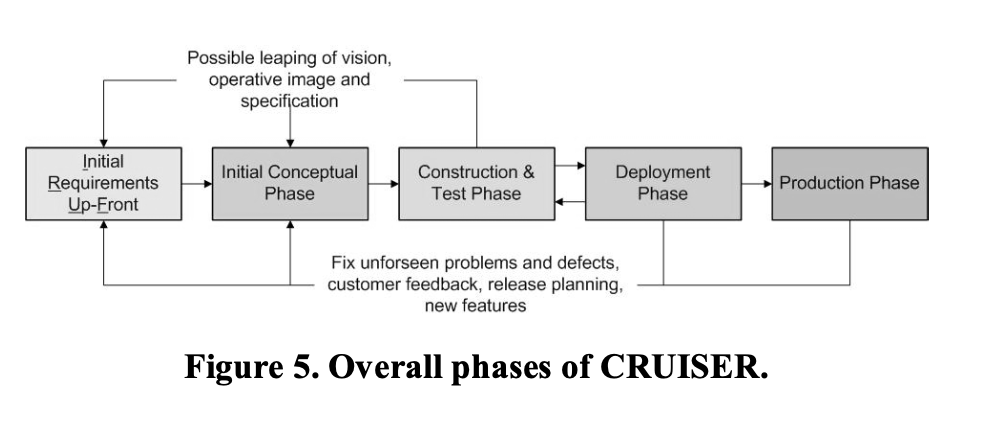 Possible leaping of vision,
operative image and
specification
Initial
Requirements
Up-Front
Initial Conceptual
Phase
Construction &
Test Phase
Deployment
Phase
Production Phase
Fix unforseen problems and defects,
customer feedback, release planning,
new features
Figure 5. Overall phases of CRUISER.